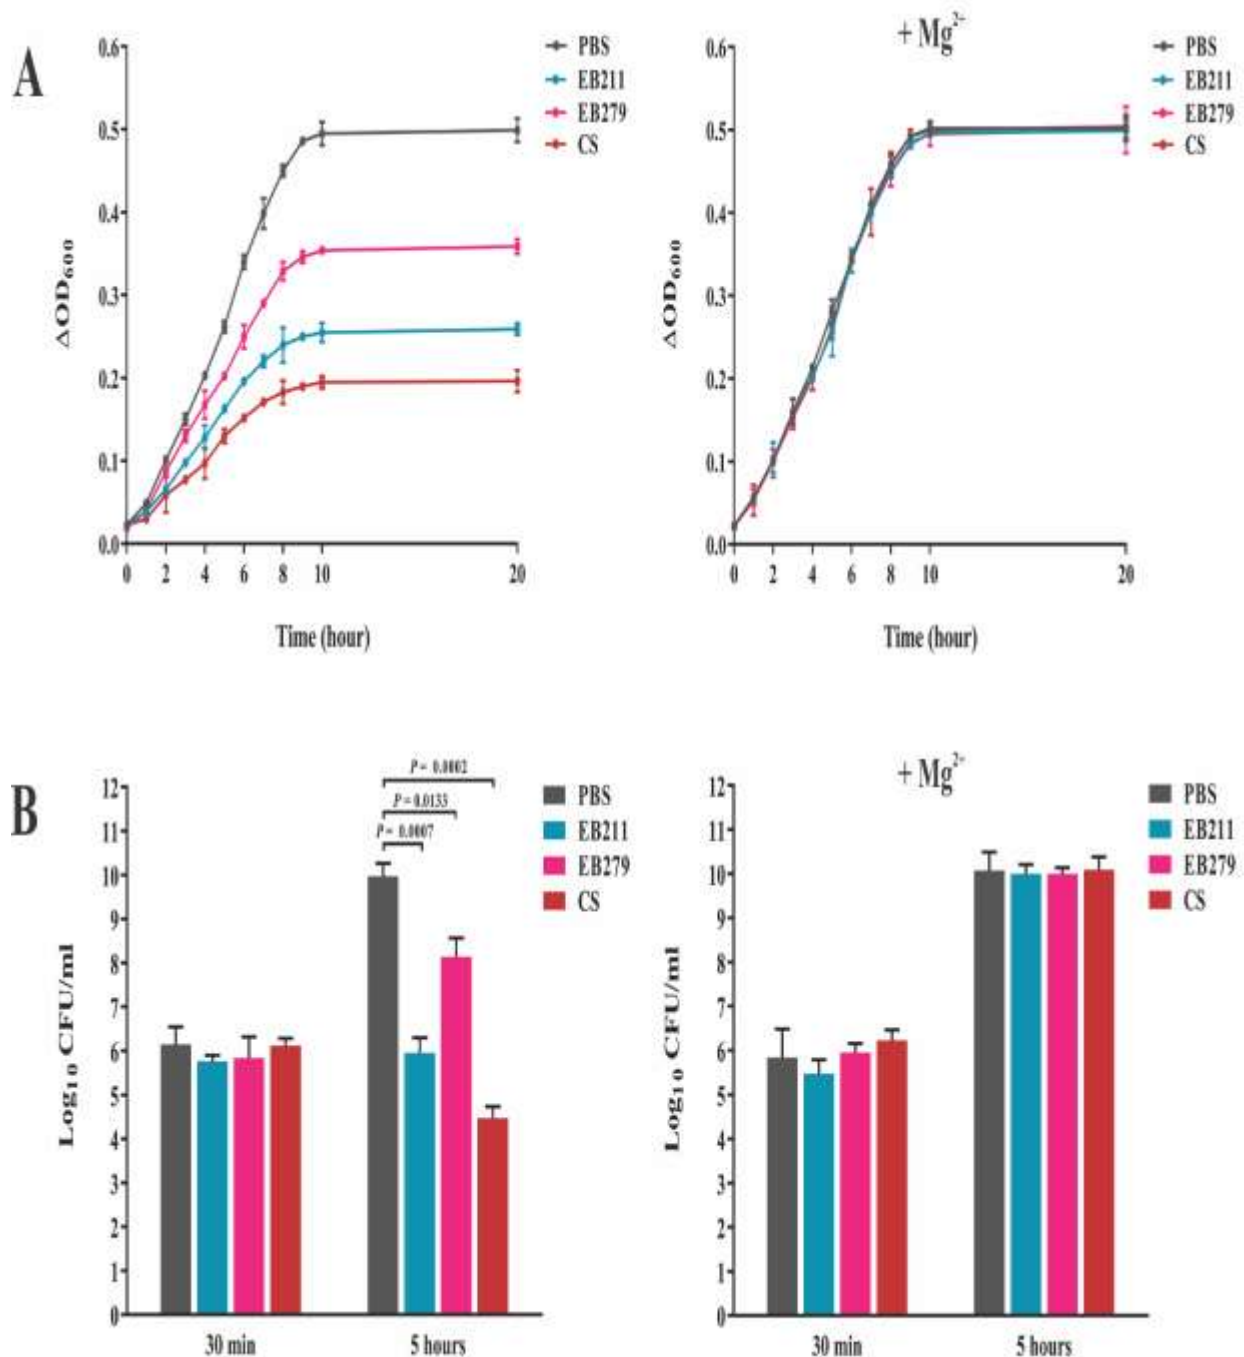 A
+ Mg²⁺
ΔOD₆₀₀
0.6
0.5
0.4
0.3
0.2
0.1
0.0
0 2 4 6 8 10 20
Time (hour)
PBS
EB211
EB279
CS
ΔOD₆₀₀
0.6
0.5
0.4
0.3
0.2
0.1
0.0
0 2 4 6 8 10 20
Time (hour)
PBS
EB211
EB279
CS
B
Log₁₀ CFU/ml
12
11
10
9
8
7
6
5
4
3
2
1
0
P = 0.0002
P = 0.0133
P = 0.0007
30 min 5 hours
PBS
EB211
EB279
CS
+ Mg²⁺
Log₁₀ CFU/ml
12
11
10
9
8
7
6
5
4
3
2
1
0
30 min 5 hours
PBS
EB211
EB279
CS